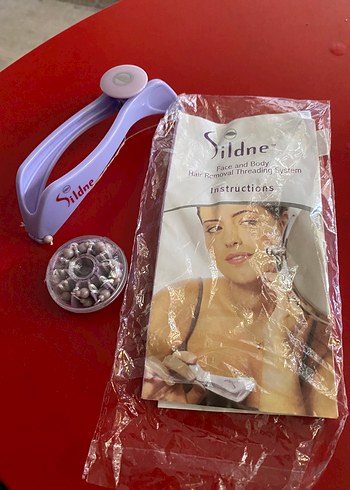 Sildne
Sildne
Face and Body
Hair Removal Threading System
Instructions